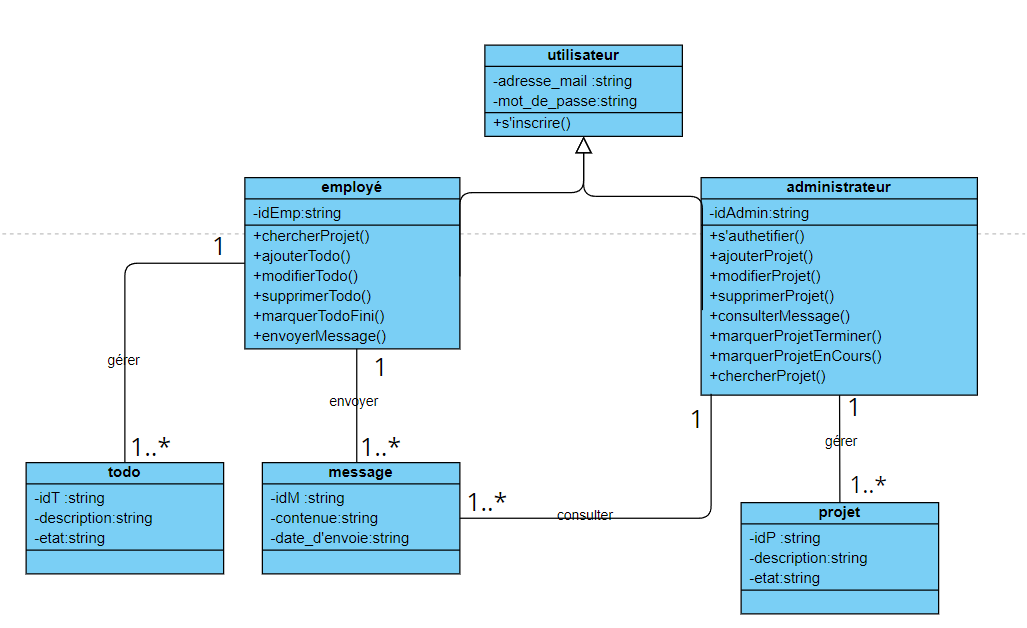 utilisateur
-adresse_mail :string
-mot_de_passe:string
+s'inscrire()
employé
-idEmp:string
+chercherProjet()
+ajouterTodo()
+modifierTodo()
+supprimerTodo()
+marquerTodoFini()
+envoyerMessage()
administrateur
-idAdmin:string
+s'authetifier()
+ajouterProjet()
+modifierProjet()
+supprimerProjet()
+consulterMessage()
+marquerProjetTerminer()
+marquerProjetEnCours()
+chercherProjet()
1
gérer
1..*
1
envoyer
1..*
1
consulter
1..*
1
gérer
1..*
todo
-idT :string
-description:string
-etat:string
message
-idM :string
-contenue:string
-date_d'envoie:string
projet
-idP :string
-description:string
-etat:string